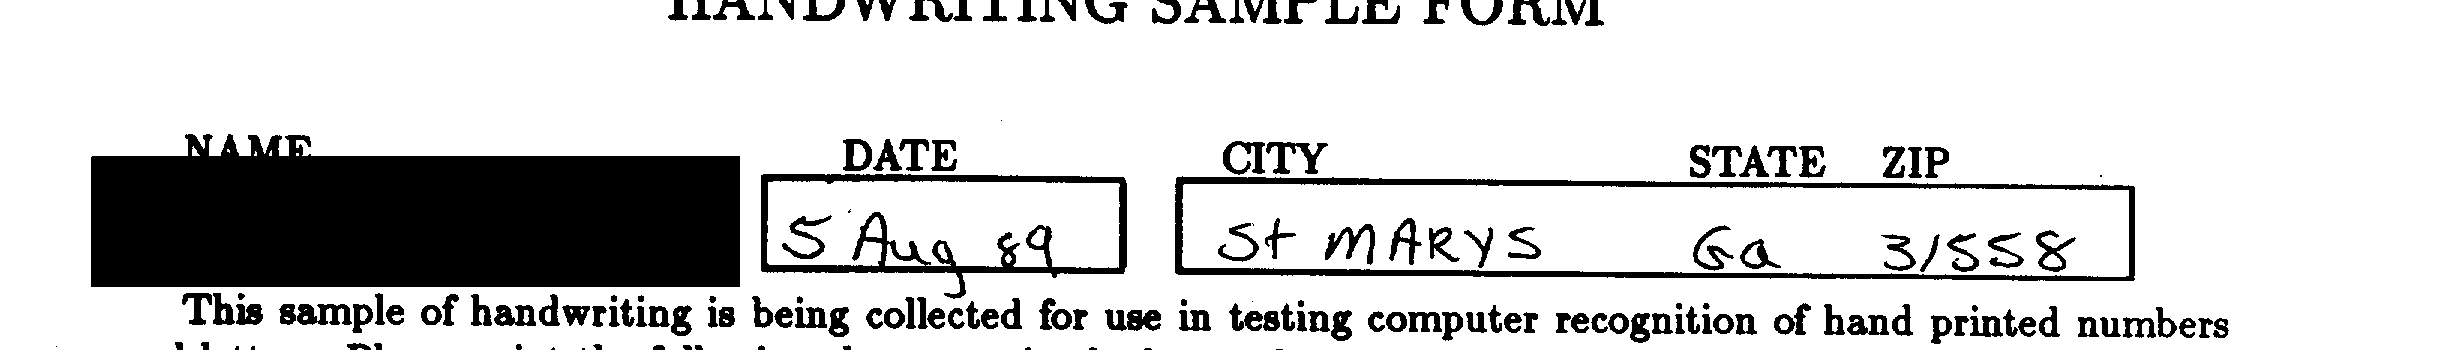 HANDWRITING SAMPLE FORM
NAME DATE CITY STATE ZIP
5 Aug 89 St MARYS Ga 31558
This sample of handwriting is being collected for use in testing computer recognition of hand printed numbers